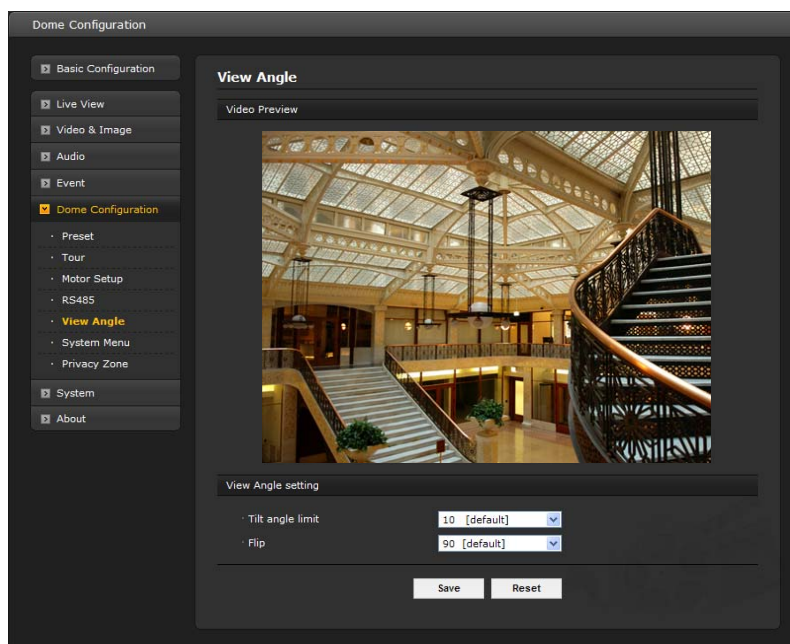 Dome Configuration
Basic Configuration
Live View
Video & Image
Audio
Event
Dome Configuration
· Preset
· Tour
· Motor Setup
· RS485
· View Angle
· System Menu
· Privacy Zone
System
About
View Angle
Video Preview
View Angle setting
· Tilt angle limit
10 [default]
· Flip
90 [default]
Save Reset